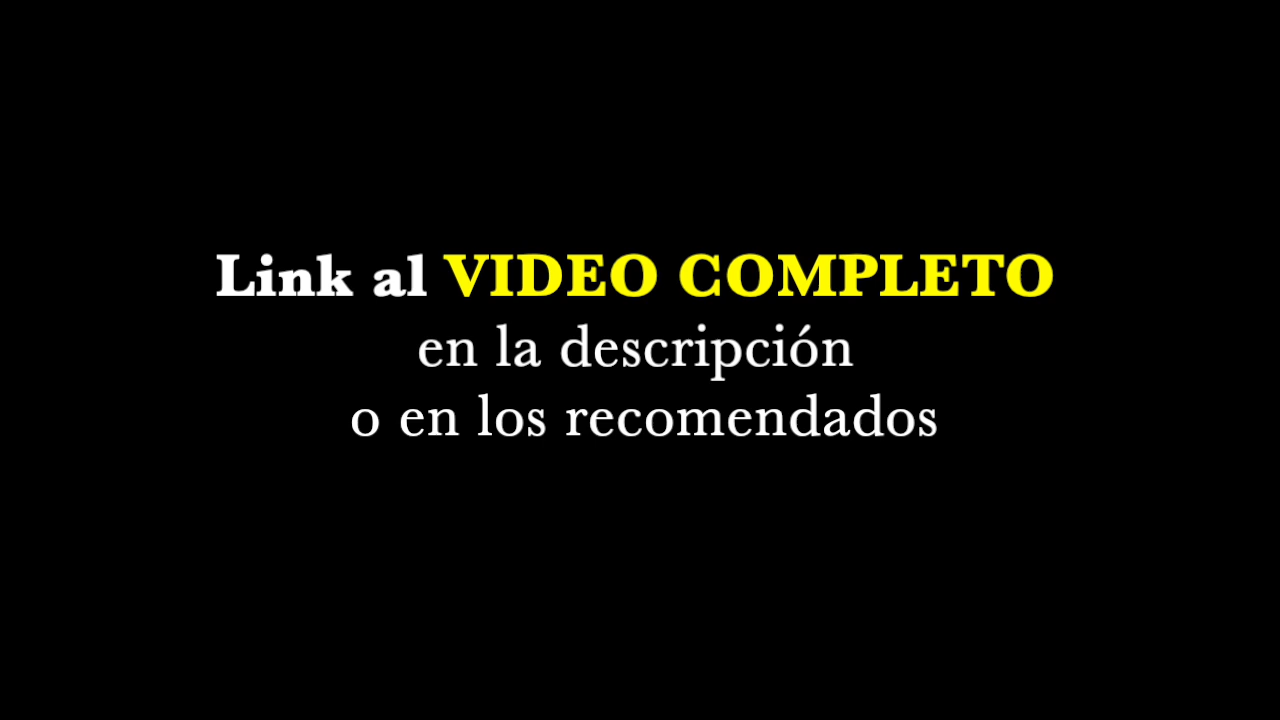 Link al VIDEO COMPLETO
en la descripción
o en los recomendados